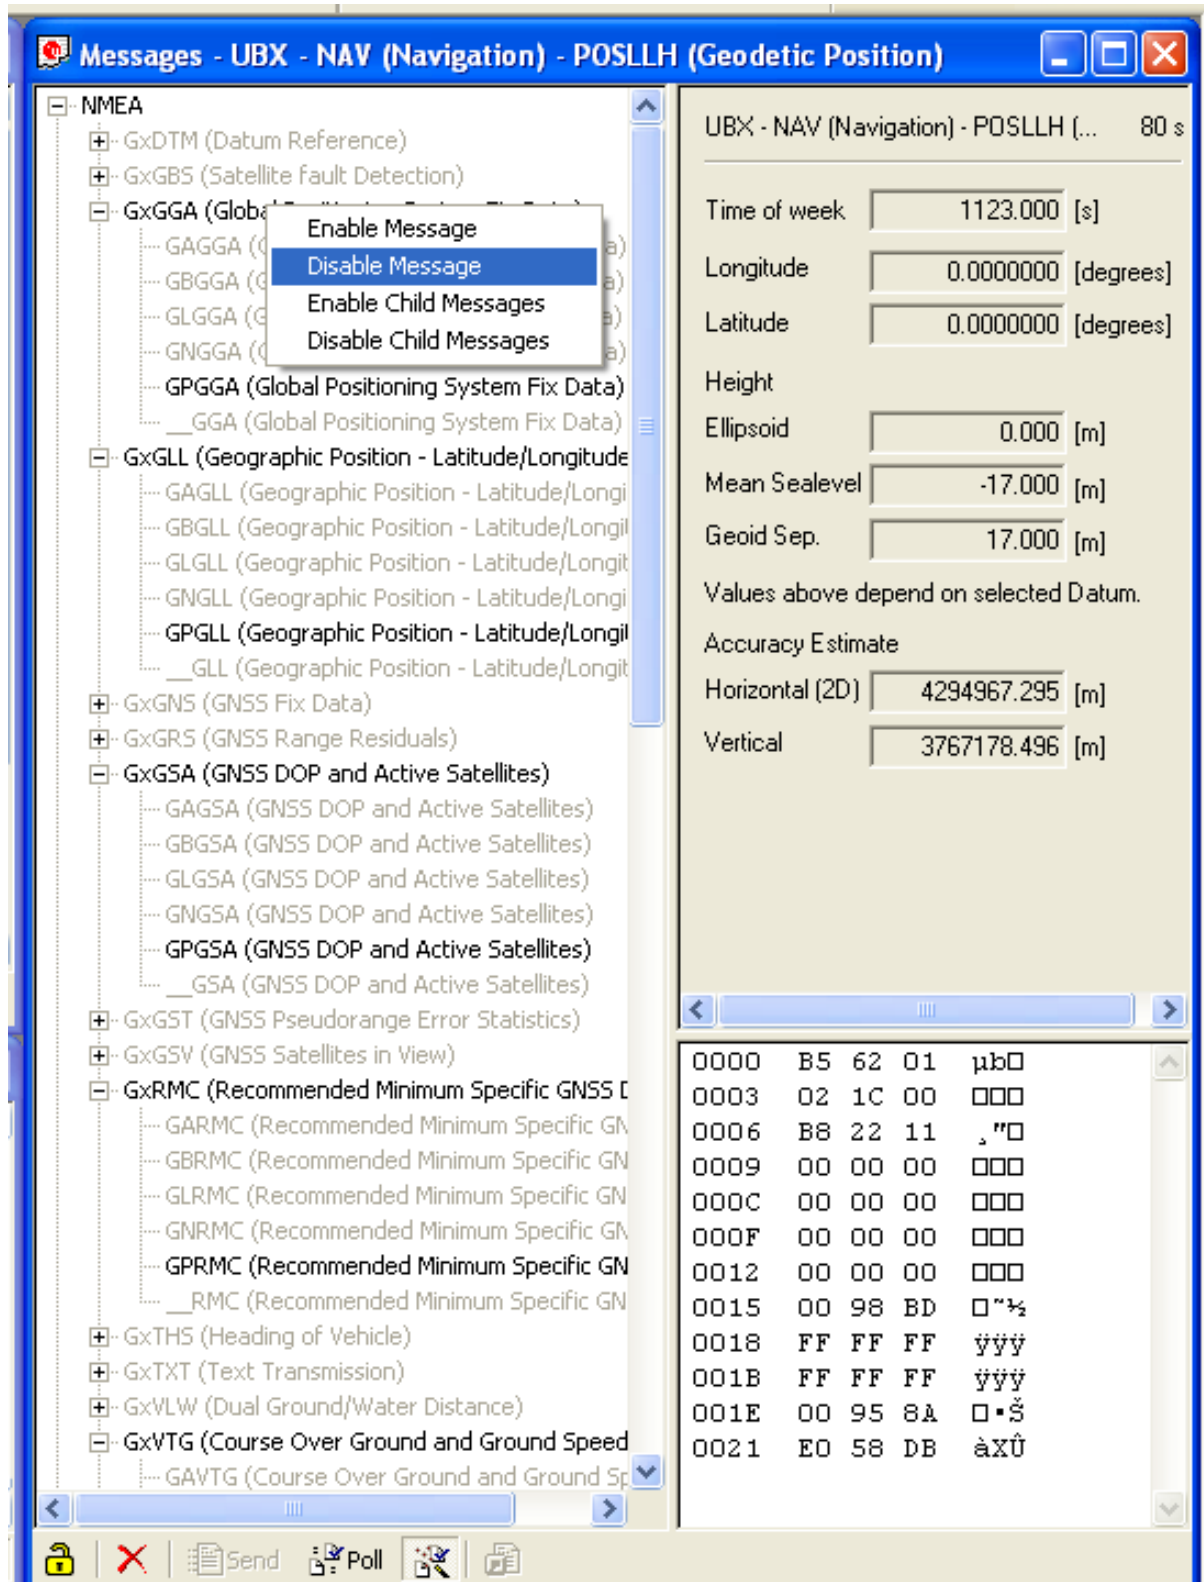 Messages - UBX - NAV (Navigation) - POSLLH (Geodetic Position)
NMEA
GxDTM (Datum Reference)
GxGBS (Satellite fault Detection)
GxGGA (Global
GAGGA (G
a)
GBGGA (G
a)
GLGGA (G
a)
GNGGA (G
a)
Enable Message
Disable Message
Enable Child Messages
Disable Child Messages
GPGGA (Global Positioning System Fix Data)
__GGA (Global Positioning System Fix Data)
GxGLL (Geographic Position - Latitude/Longitude
GAGLL (Geographic Position - Latitude/Longi
GBGLL (Geographic Position - Latitude/Longit
GLGLL (Geographic Position - Latitude/Longit
GNGLL (Geographic Position - Latitude/Longi
GPGLL (Geographic Position - Latitude/Longit
__GLL (Geographic Position - Latitude/Longit
GxGNS (GNSS Fix Data)
GxGRS (GNSS Range Residuals)
GxGSA (GNSS DOP and Active Satellites)
GAGSA (GNSS DOP and Active Satellites)
GBGSA (GNSS DOP and Active Satellites)
GLGSA (GNSS DOP and Active Satellites)
GNGSA (GNSS DOP and Active Satellites)
GPGSA (GNSS DOP and Active Satellites)
__GSA (GNSS DOP and Active Satellites)
GxGST (GNSS Pseudorange Error Statistics)
GxGSV (GNSS Satellites in View)
GxRMC (Recommended Minimum Specific GNSS D
GARMC (Recommended Minimum Specific GN
GBRMC (Recommended Minimum Specific GN
GLRMC (Recommended Minimum Specific GN
GNRMC (Recommended Minimum Specific GN
GPRMC (Recommended Minimum Specific GN
__RMC (Recommended Minimum Specific GN
GxTHS (Heading of Vehicle)
GxTXT (Text Transmission)
GxVLW (Dual Ground/Water Distance)
GxVTG (Course Over Ground and Ground Speed
GAVTG (Course Over Ground and Ground Sp
Send Poll
UBX - NAV (Navigation) - POSLLH (... 80 s
Time of week 1123.000 [s]
Longitude 0.0000000 [degrees]
Latitude 0.0000000 [degrees]
Height
Ellipsoid 0.000 [m]
Mean Sealevel -17.000 [m]
Geoid Sep. 17.000 [m]
Values above depend on selected Datum.
Accuracy Estimate
Horizontal (2D) 4294967.295 [m]
Vertical 3767178.496 [m]
0000 B5 62 01 µb□
0003 02 1C 00 □□□
0006 B8 22 11 ¸"□
0009 00 00 00 □□□
000C 00 00 00 □□□
000F 00 00 00 □□□
0012 00 00 00 □□□
0015 00 98 BD □˜½
0018 FF FF FF ÿÿÿ
001B FF FF FF ÿÿÿ
001E 00 95 8A □•Š
0021 E0 58 DB àXÛ